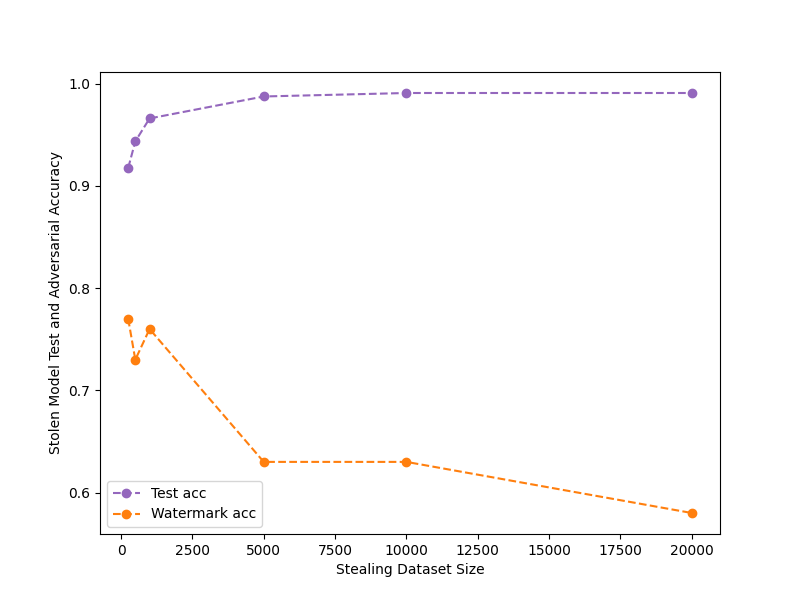 1.0
0.9
0.8
0.7
0.6
Stolen Model Test and Adversarial Accuracy
Test acc
Watermark acc
0 2500 5000 7500 10000 12500 15000 17500 20000
Stealing Dataset Size